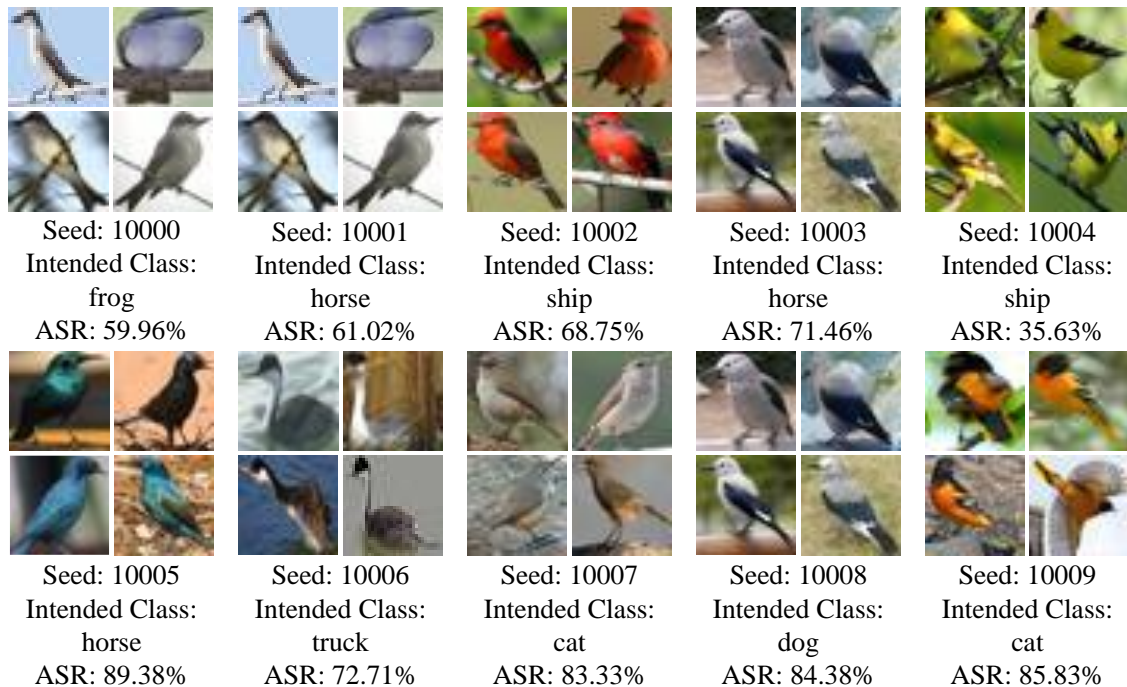 Seed: 10000
Intended Class:
frog
ASR: 59.96%
Seed: 10001
Intended Class:
horse
ASR: 61.02%
Seed: 10002
Intended Class:
ship
ASR: 68.75%
Seed: 10003
Intended Class:
horse
ASR: 71.46%
Seed: 10004
Intended Class:
ship
ASR: 35.63%
Seed: 10005
Intended Class:
horse
ASR: 89.38%
Seed: 10006
Intended Class:
truck
ASR: 72.71%
Seed: 10007
Intended Class:
cat
ASR: 83.33%
Seed: 10008
Intended Class:
dog
ASR: 84.38%
Seed: 10009
Intended Class:
cat
ASR: 85.83%